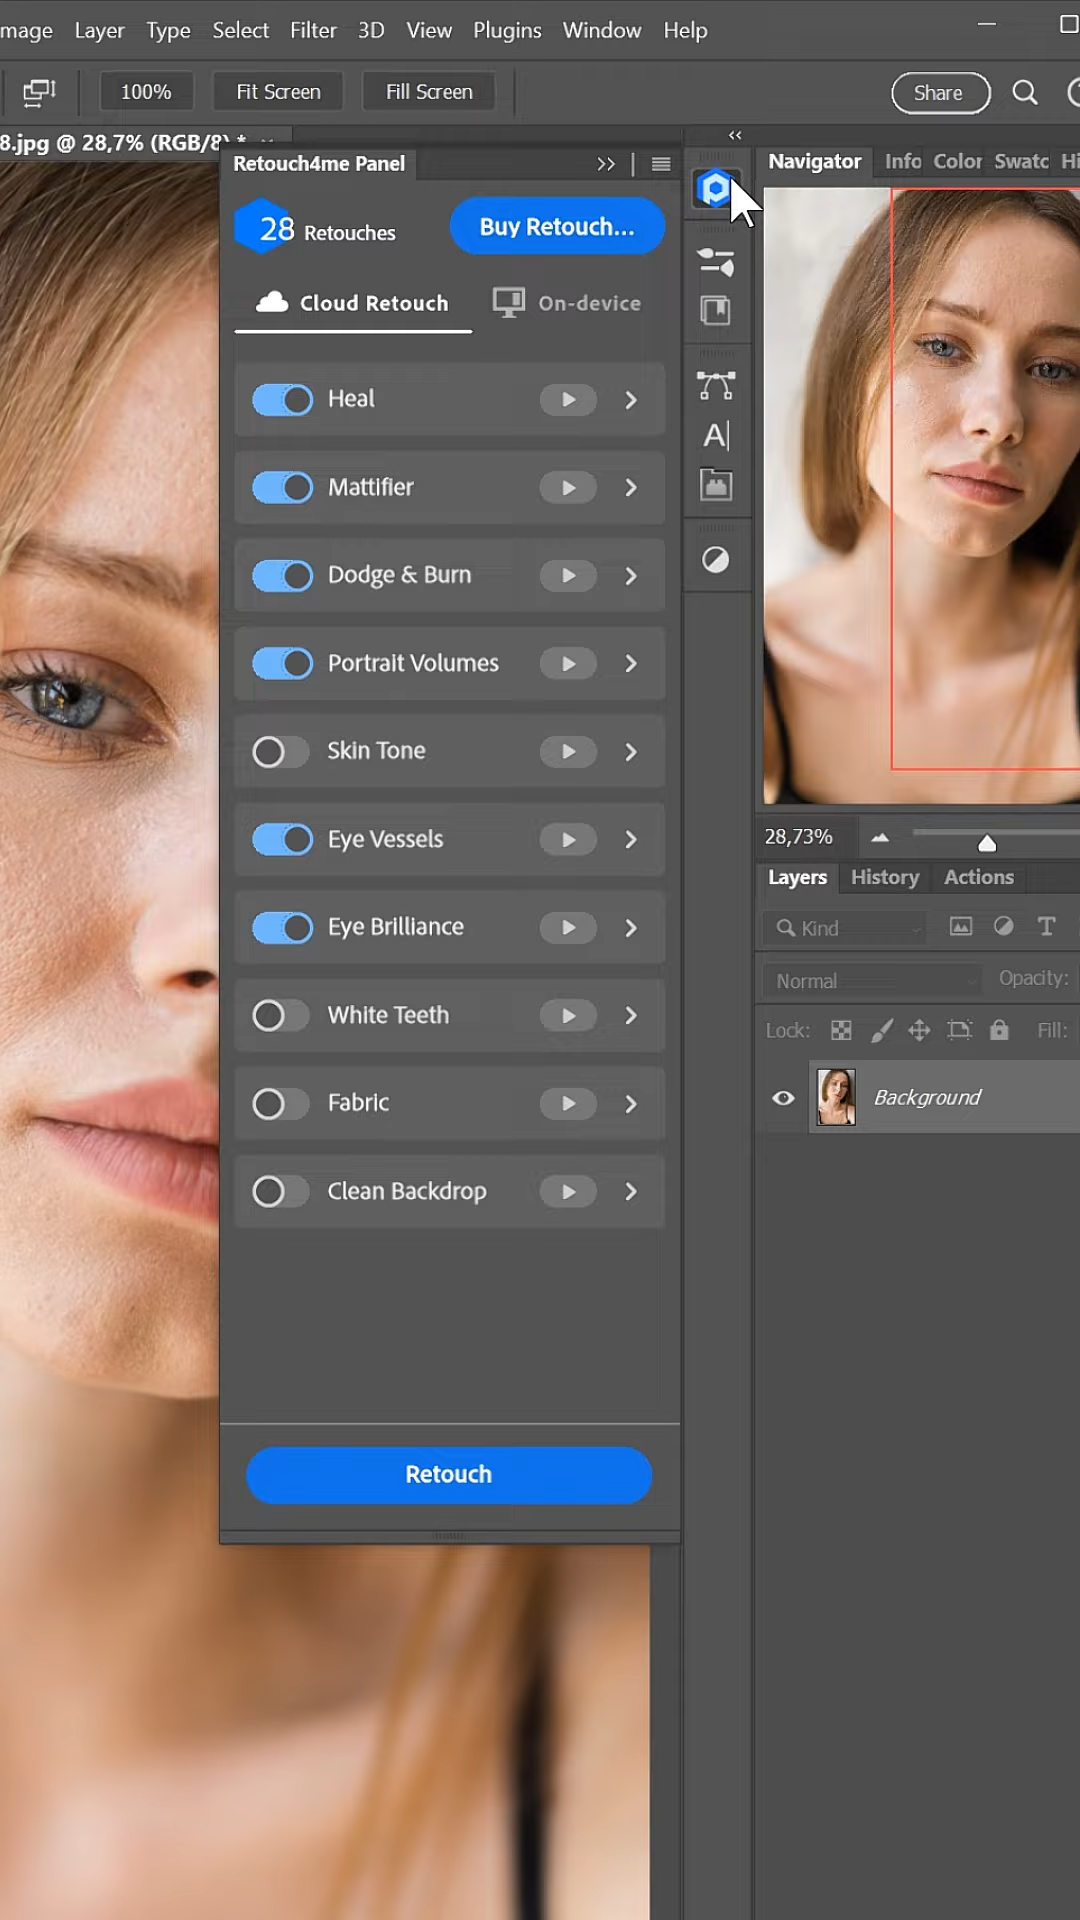 mage Layer Type Select Filter 3D View Plugins Window Help
100% Fit Screen Fill Screen Share
8.jpg @ 28,7% (RGB/8) *
Retouch4me Panel
28 Retouches
Buy Retouch...
Cloud Retouch On-device
Heal
Mattifier
Dodge & Burn
Portrait Volumes
Skin Tone
Eye Vessels
Eye Brilliance
White Teeth
Fabric
Clean Backdrop
Retouch
Navigator Info Color Swatc Hi
28,73%
Layers History Actions
Kind
Normal Opacity:
Lock: Fill:
Background